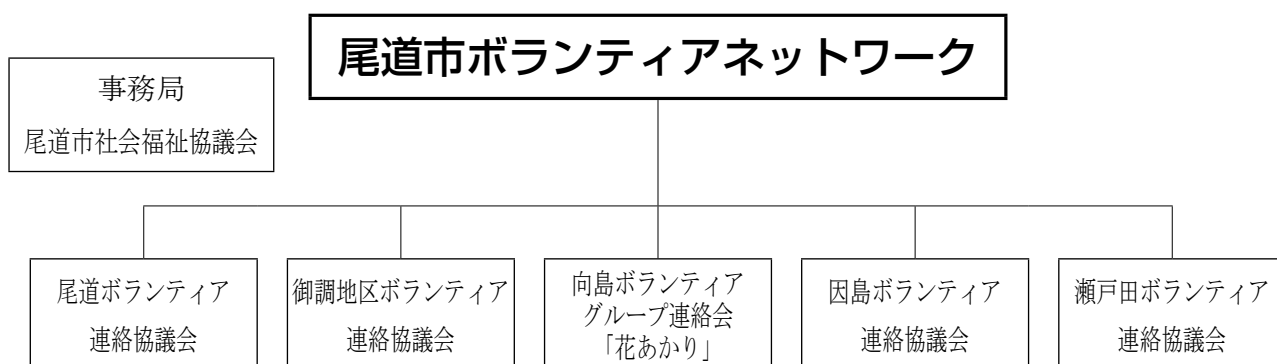 尾道市ボランティアネットワーク
事務局
尾道市社会福祉協議会
尾道ボランティア
連絡協議会
御調地区ボランティア
連絡協議会
向島ボランティア
グループ連絡会
「花あかり」
因島ボランティア
連絡協議会
瀬戸田ボランティア
連絡協議会